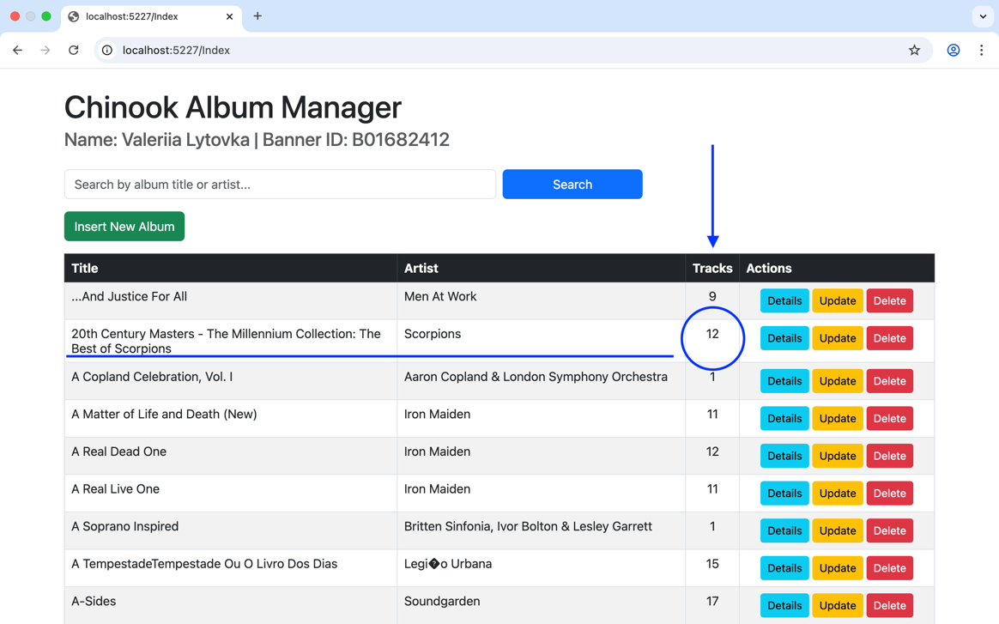 localhost:5227/Index
localhost:5227/Index
Chinook Album Manager
Name: Valeriia Lytovka | Banner ID: B01682412
Search by album title or artist... Search
Insert New Album
Title Artist Tracks Actions
...And Justice For All Men At Work 9 Details Update Delete
20th Century Masters - The Millennium Collection: The Scorpions 12 Details Update Delete
Best of Scorpions
A Copland Celebration, Vol. I Aaron Copland & London Symphony Orchestra 1 Details Update Delete
A Matter of Life and Death (New) Iron Maiden 11 Details Update Delete
A Real Dead One Iron Maiden 12 Details Update Delete
A Real Live One Iron Maiden 11 Details Update Delete
A Soprano Inspired Britten Sinfonia, Ivor Bolton & Lesley Garrett 1 Details Update Delete
A TempestadeTempestade Ou O Livro Dos Dias Legi�o Urbana 15 Details Update Delete
A-Sides Soundgarden 17 Details Update Delete